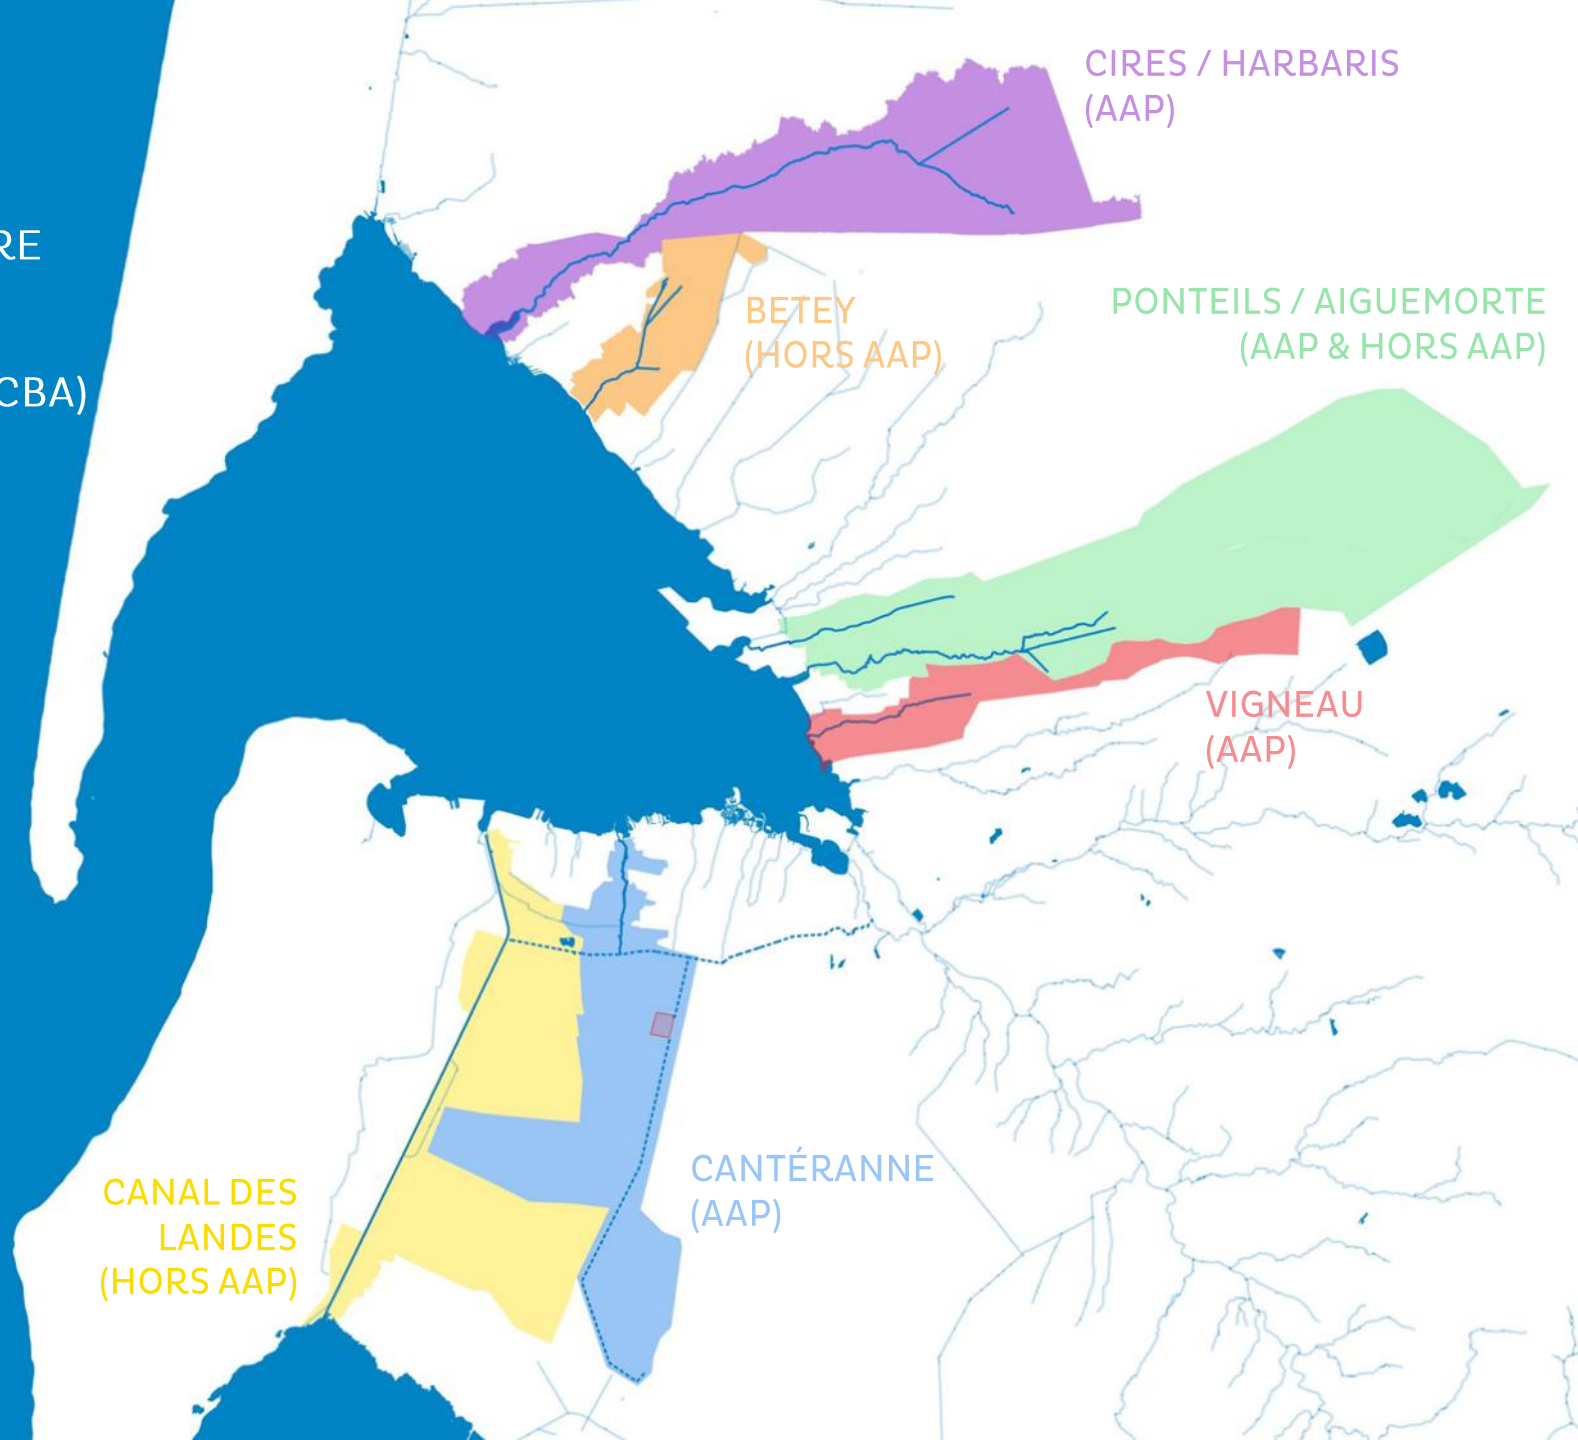 CIRES / HARBARIS
(AAP)
RE
BETEY
(HORS AAP)
PONTEILS / AIGUEMORTE
(AAP & HORS AAP)
CBA)
VIGNEAU
(AAP)
CANTÉRANNE
(AAP)
CANAL DES
LANDES
(HORS AAP)